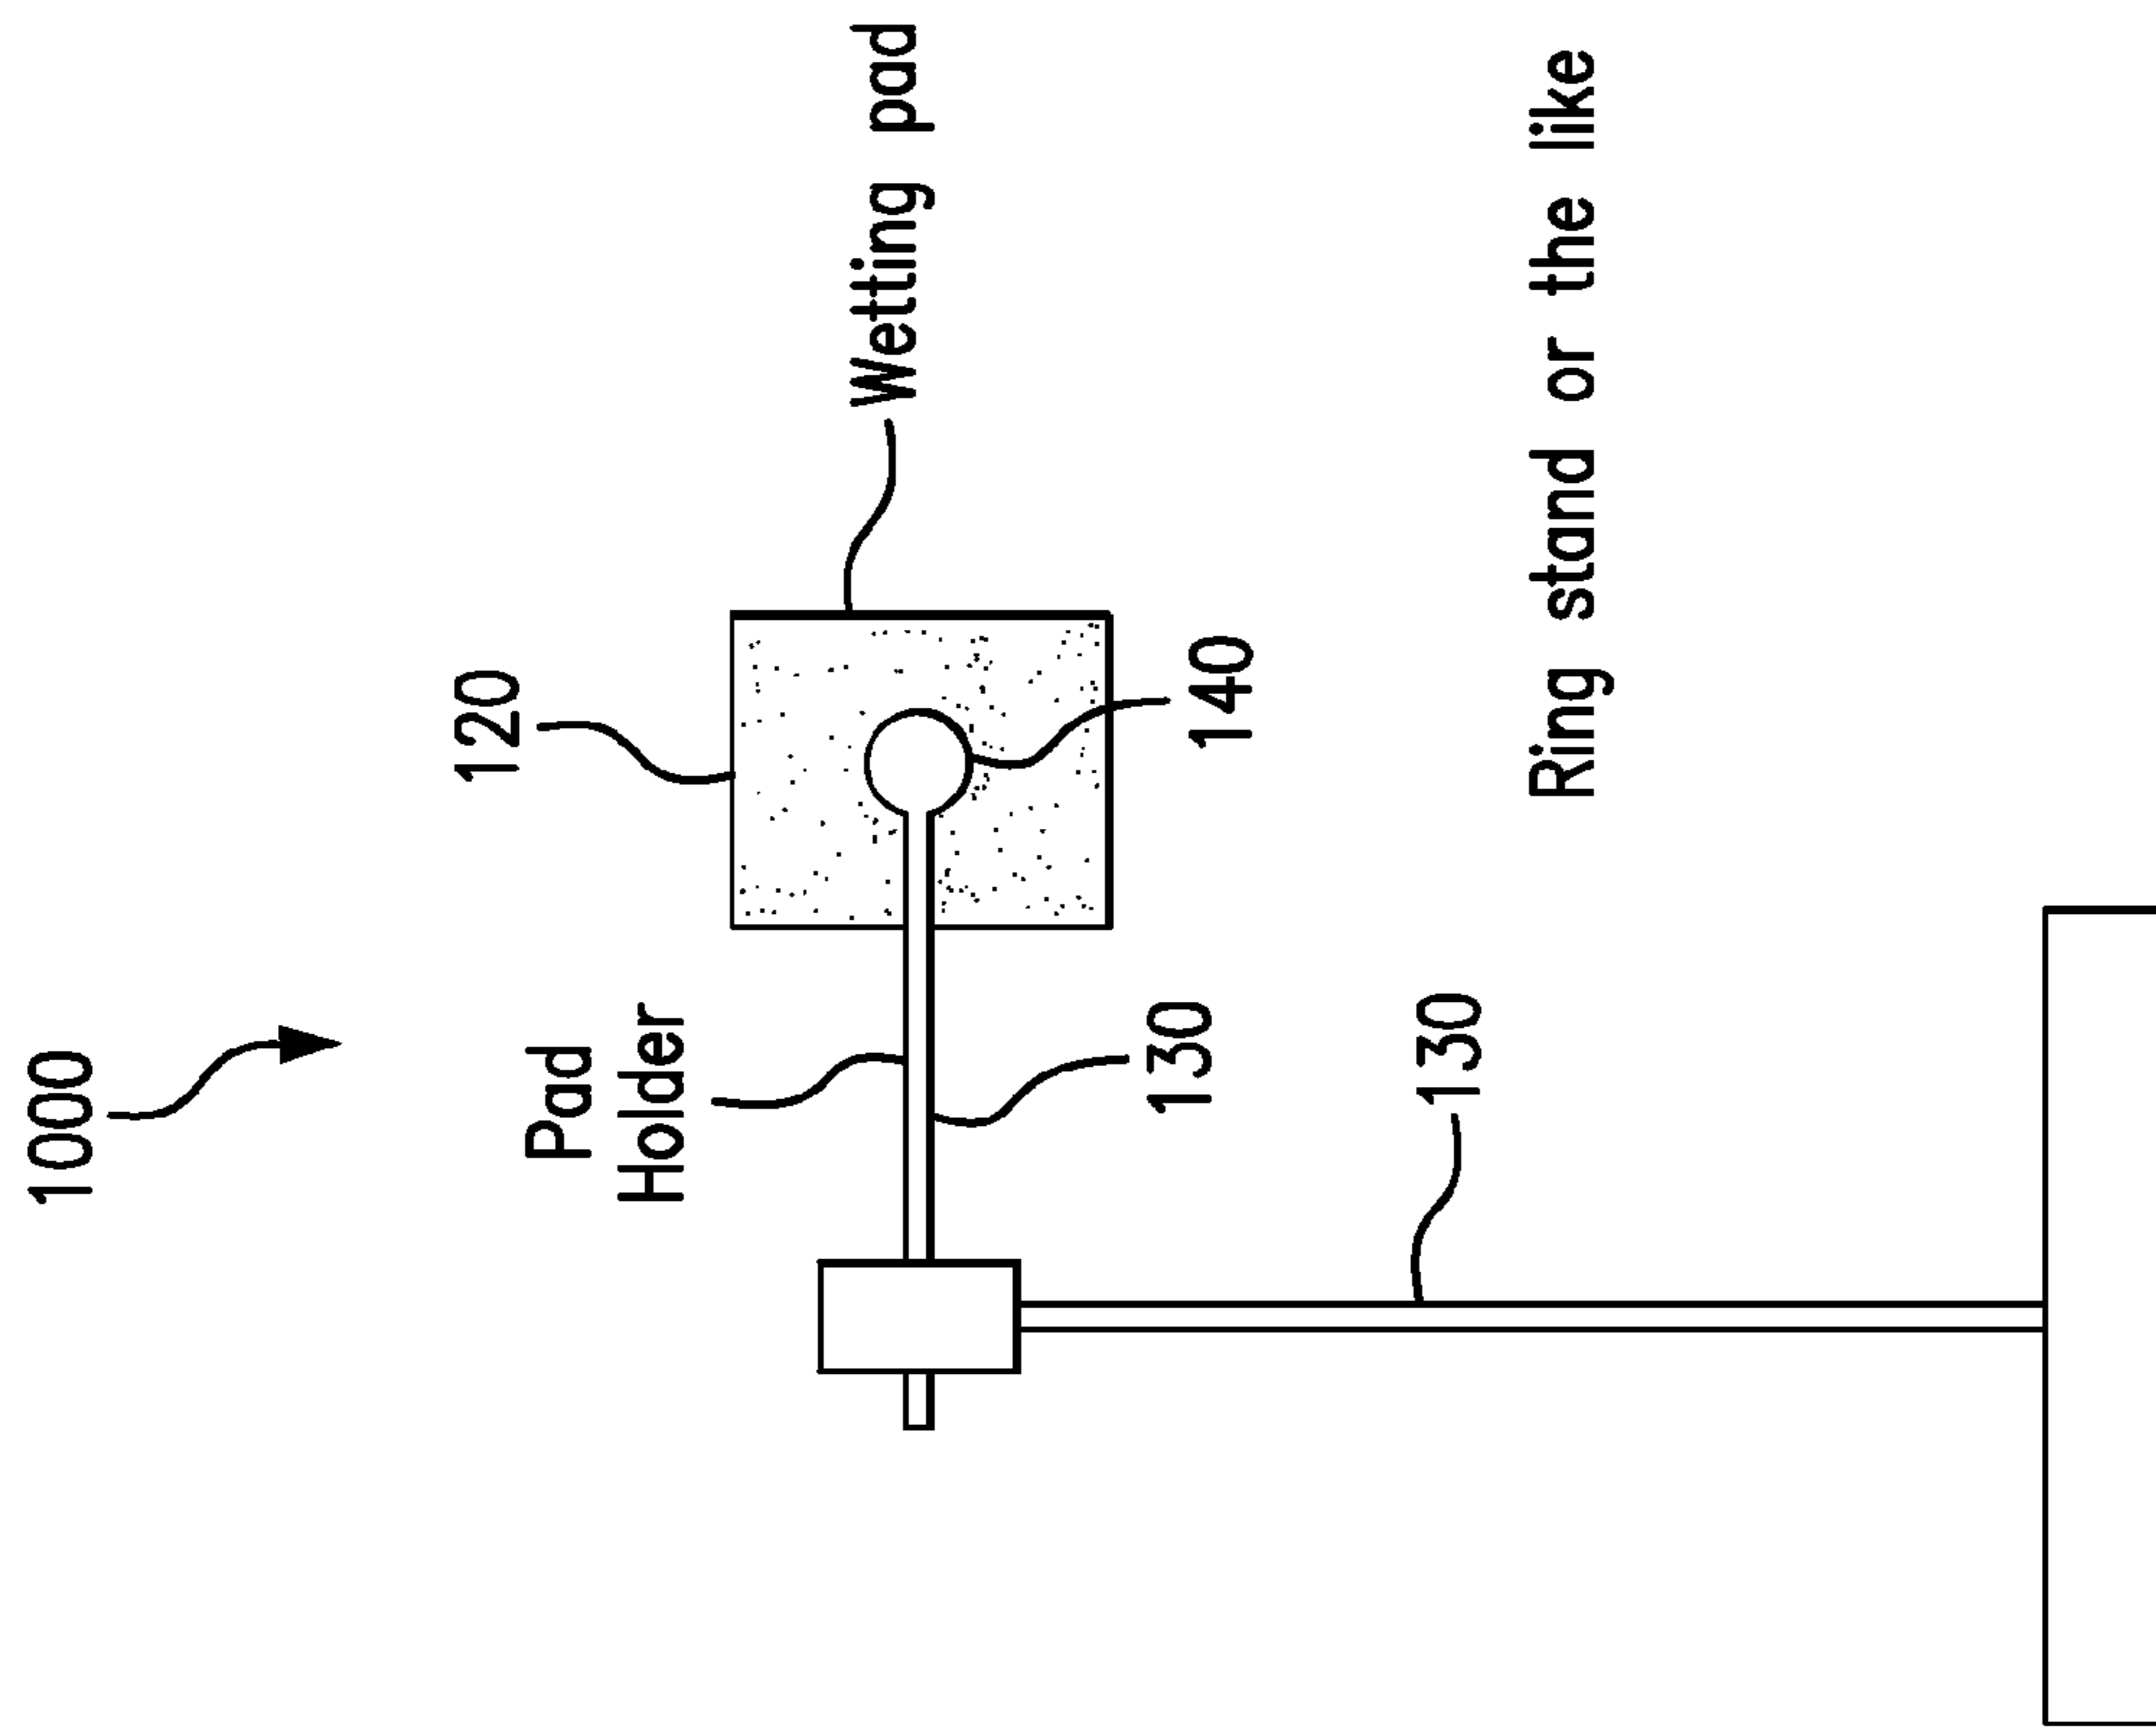 1000
120
Pad
Holder
Wetting pad
140
130
130
Ring stand or the like